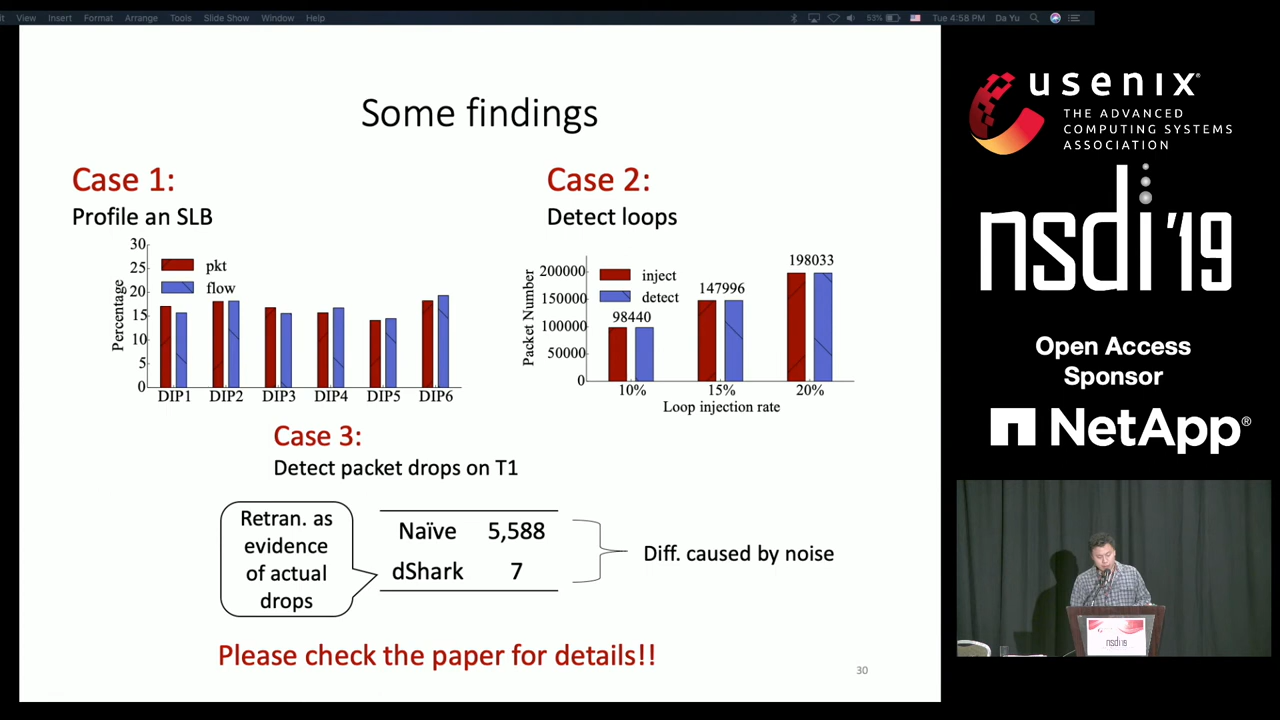 View Insert Format Arrange Tools Slide Show Window Help
53% Tue 4:58 PM Da Yu
Some findings
Case 1:
Profile an SLB
30
25
20
15
10
5
0
Percentage
pkt
flow
DIP1 DIP2 DIP3 DIP4 DIP5 DIP6
Case 2:
Detect loops
200000
150000
100000
50000
0
Packet Number
inject
detect
98440
147996
198033
10% 15% 20%
Loop injection rate
Case 3:
Detect packet drops on T1
Retran. as
evidence
of actual
drops
Naïve 5,588
dShark 7
Diff. caused by noise
Please check the paper for details!!
30
usenix®
THE ADVANCED
COMPUTING SYSTEMS
ASSOCIATION
nsdi '19
Open Access
Sponsor
NetApp®
nsdi'19